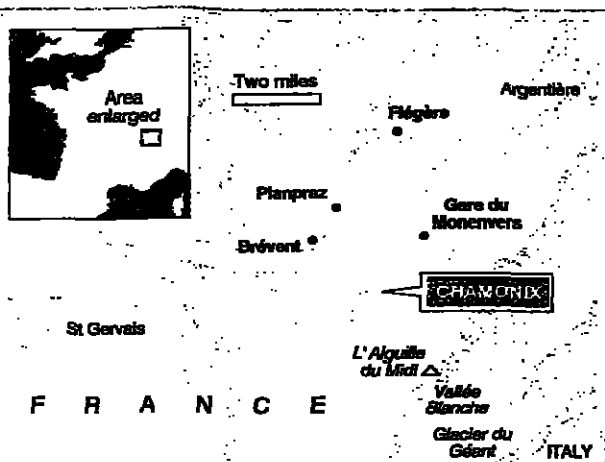 Area
enlarged
Two miles
Argentière
Flégère
Planpraz
Gare du
Monenvers
Brévent
CHAMONIX
St Gervais
L'Aiguille
du Midi
Vallée
Blanche
FRANCE
Glacier du
Géant
ITALY